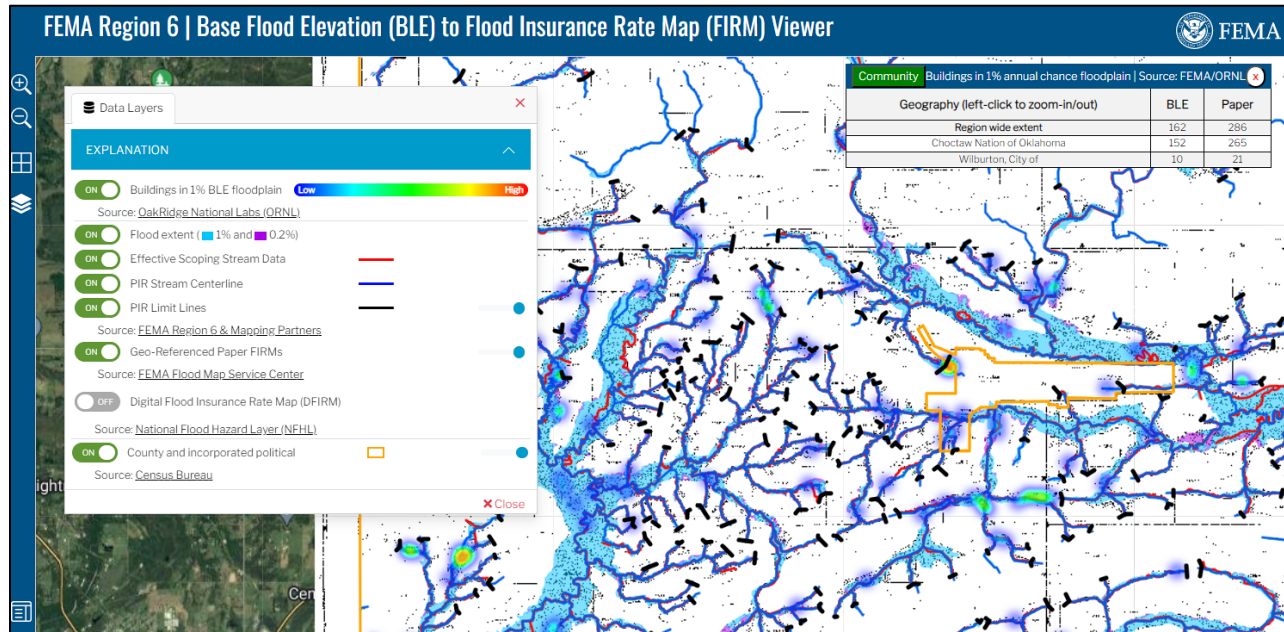 FEMA Region 6 | Base Flood Elevation (BLE) to Flood Insurance Rate Map (FIRM) Viewer
FEMA
Data Layers
EXPLANATION
ON Buildings in 1% BLE floodplain Low High
Source: OakRidge National Labs (ORNL)
ON Flood extent ( 1% and 0.2%)
ON Effective Scoping Stream Data
ON PIR Stream Centerline
ON PIR Limit Lines
Source: FEMA Region 6 & Mapping Partners
ON Geo-Referenced Paper FIRMs
Source: FEMA Flood Map Service Center
OFF Digital Flood Insurance Rate Map (DFIRM)
Source: National Flood Hazard Layer (NFHL)
ON County and incorporated political
Source: Census Bureau
Close
Community Buildings in 1% annual chance floodplain | Source: FEMA/ORNL x
Geography (left-click to zoom-in/out) BLE Paper
Region wide extent 162 286
Choctaw Nation of Oklahoma 152 265
Wilburton, City of 10 21